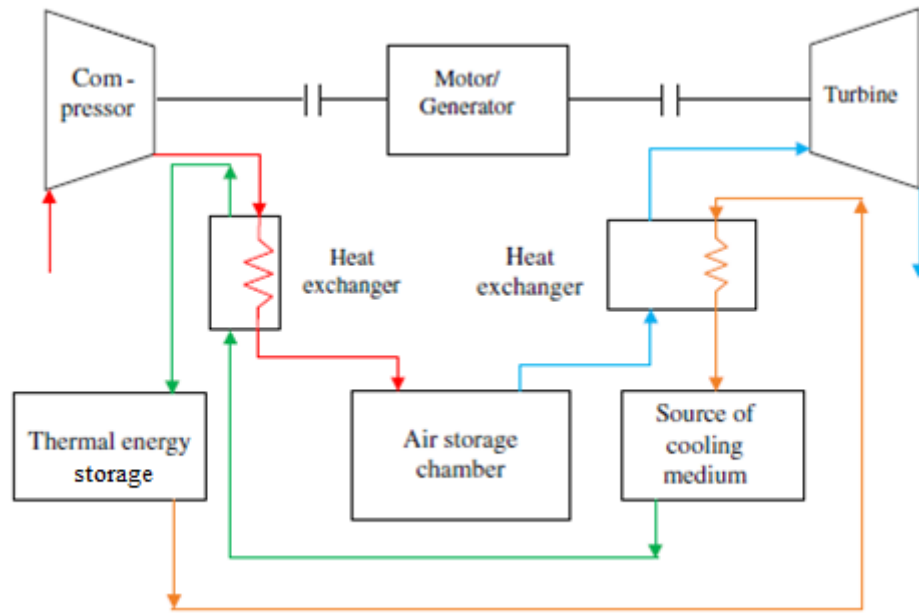 Com -
pressor
Motor/
Generator
Turbine
Heat
exchanger
Heat
exchanger
Thermal energy
storage
Air storage
chamber
Source of
cooling
medium